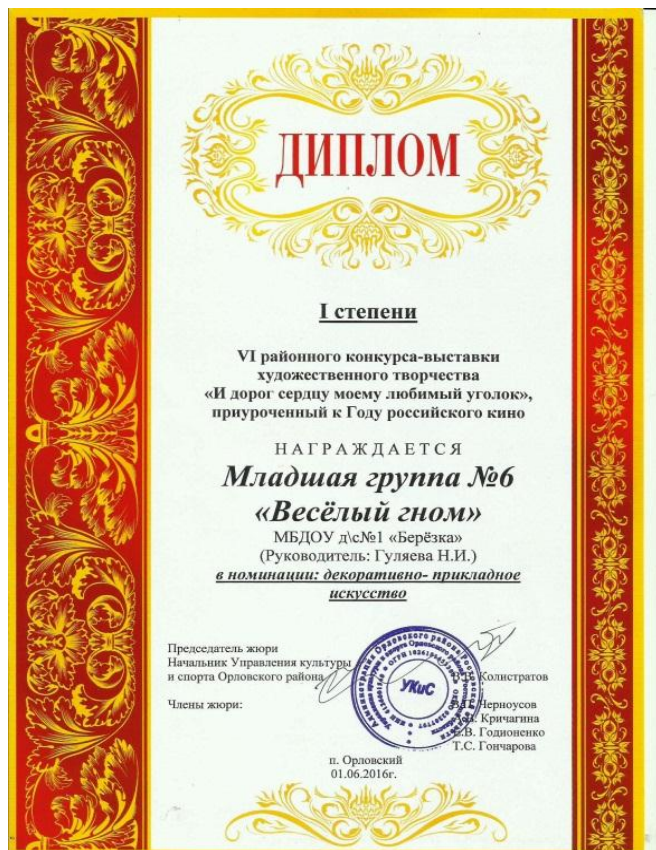 ДИПЛОМ
I степени
VI районного конкурса-выставки
художественного творчества
«И дорог сердцу моему любимый уголок»,
приуроченный к Году российского кино
НАГРАЖДАЕТСЯ
Младшая группа №6
«Весёлый гном»
МБДОУ д\с№1 «Берёзка»
(Руководитель: Гуляева Н.И.)
в номинации: декоративно- прикладное
искусство
Председатель жюри
Начальник Управления культуры
и спорта Орловского района
Колистратов
Члены жюри:
Черноусов
Кричагина
Е.В. Годионенко
Т.С. Гончарова
УКиС
п. Орловский
01.06.2016г.